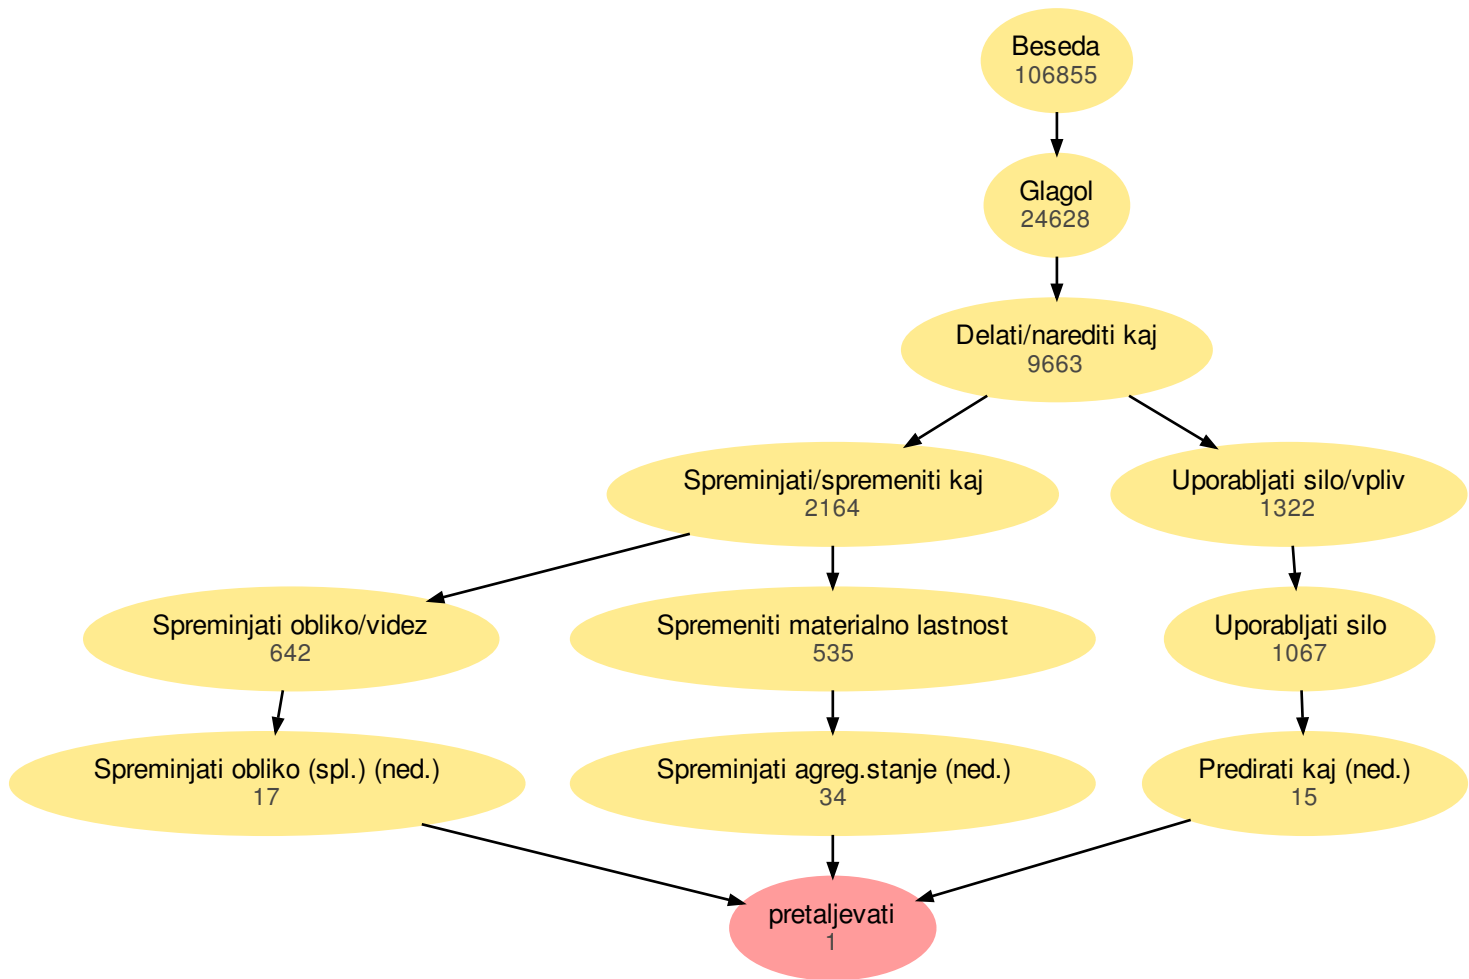 Beseda
106855
Glagol
24628
Delati/narediti kaj
9663
Spreminjati/spremeniti kaj
2164
Uporabljati silo/vpliv
1322
Spreminjati obliko/videz
642
Spremeniti materialno lastnost
535
Uporabljati silo
1067
Spreminjati obliko (spl.) (ned.)
17
Spreminjati agreg.stanje (ned.)
34
Predirati kaj (ned.)
15
pretaljevati
1